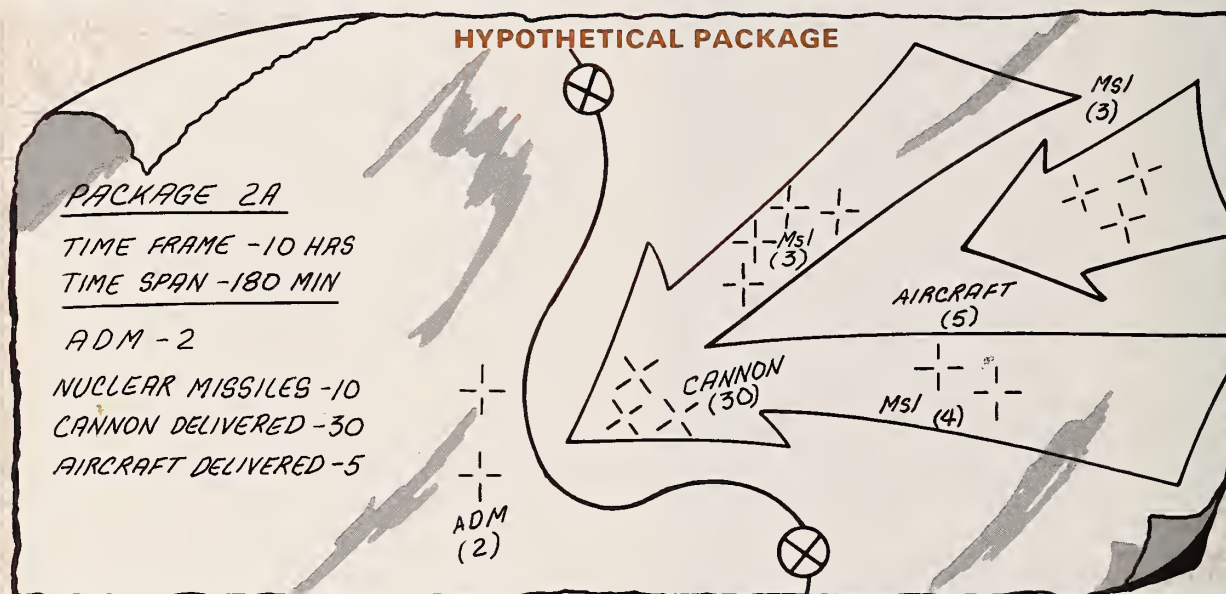 HYPOTHETICAL PACKAGE
PACKAGE 2A
TIME FRAME -10 HRS
TIME SPAN -180 MIN
ADM - 2
NUCLEAR MISSILES -10
CANNON DELIVERED -30
AIRCRAFT DELIVERED -5
Msl
(3)
Msl
(3)
AIRCRAFT
(5)
CANNON
(30)
Msl (4)
ADM
(2)